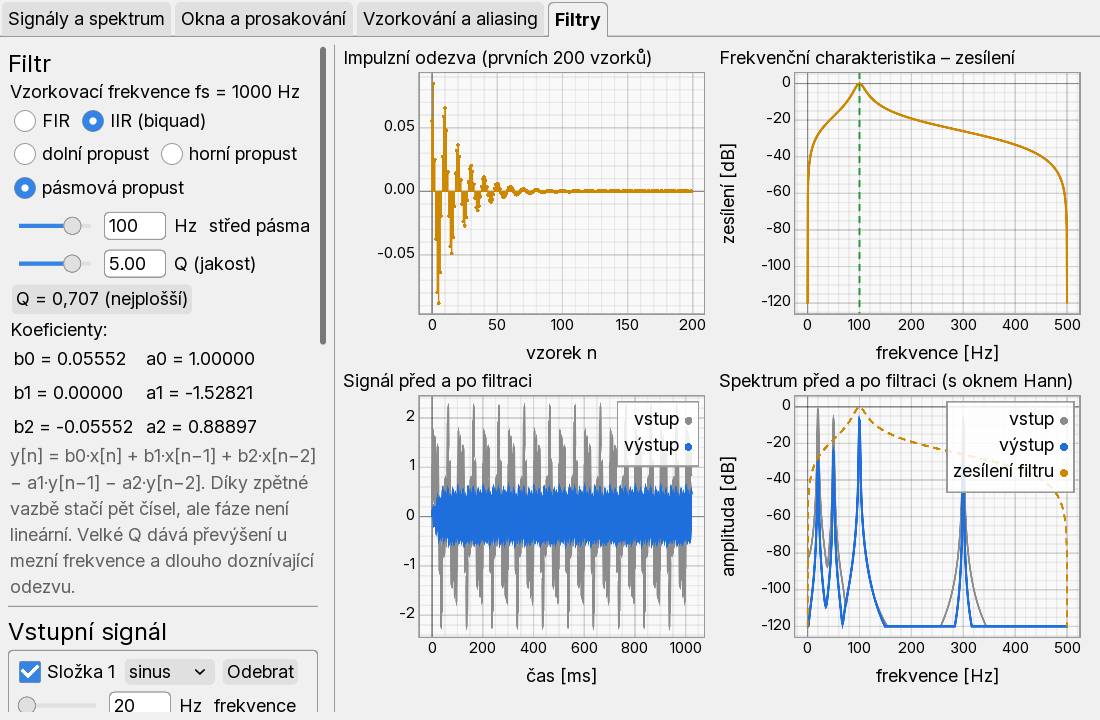 Signály a spektrum
Okna a prosakování
Vzorkování a aliasing
Filtry
Filtr
Vzorkovací frekvence fs = 1000 Hz
FIR
IIR (biquad)
dolní propust
horní propust
pásmová propust
100 Hz střed pásma
5.00 Q (jakost)
Q = 0,707 (nejplošší)
Koeficienty:
b0 = 0.05552 a0 = 1.00000
b1 = 0.00000 a1 = -1.52821
b2 = -0.05552 a2 = 0.88897
y[n] = b0·x[n] + b1·x[n−1] + b2·x[n−2]
− a1·y[n−1] − a2·y[n−2]. Díky zpětné
vazbě stačí pět čísel, ale fáze není
lineární. Velké Q dává převýšení u
mezní frekvence a dlouho doznívající
odezvu.
Vstupní signál
Složka 1 sinus Odebrat
20 Hz frekvence
Impulzní odezva (prvních 200 vzorků)
0.05
0.00
-0.05
0 50 100 150 200
vzorek n
Frekvenční charakteristika – zesílení
zesílení [dB]
0
-20
-40
-60
-80
-100
-120
0 100 200 300 400 500
frekvence [Hz]
Signál před a po filtraci
vstup
výstup
2
1
0
-1
-2
0 200 400 600 800 1000
čas [ms]
Spektrum před a po filtraci (s oknem Hann)
vstup
výstup
zesílení filtru
amplituda [dB]
0
-20
-40
-60
-80
-100
-120
0 100 200 300 400 500
frekvence [Hz]